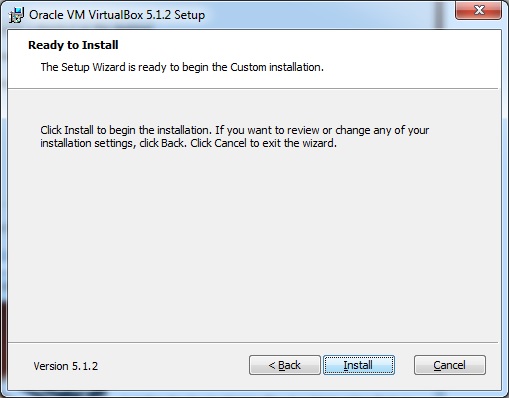 Oracle VM VirtualBox 5.1.2 Setup
Ready to Install
The Setup Wizard is ready to begin the Custom installation.
Click Install to begin the installation. If you want to review or change any of your
installation settings, click Back. Click Cancel to exit the wizard.
Version 5.1.2
< Back
Install
Cancel